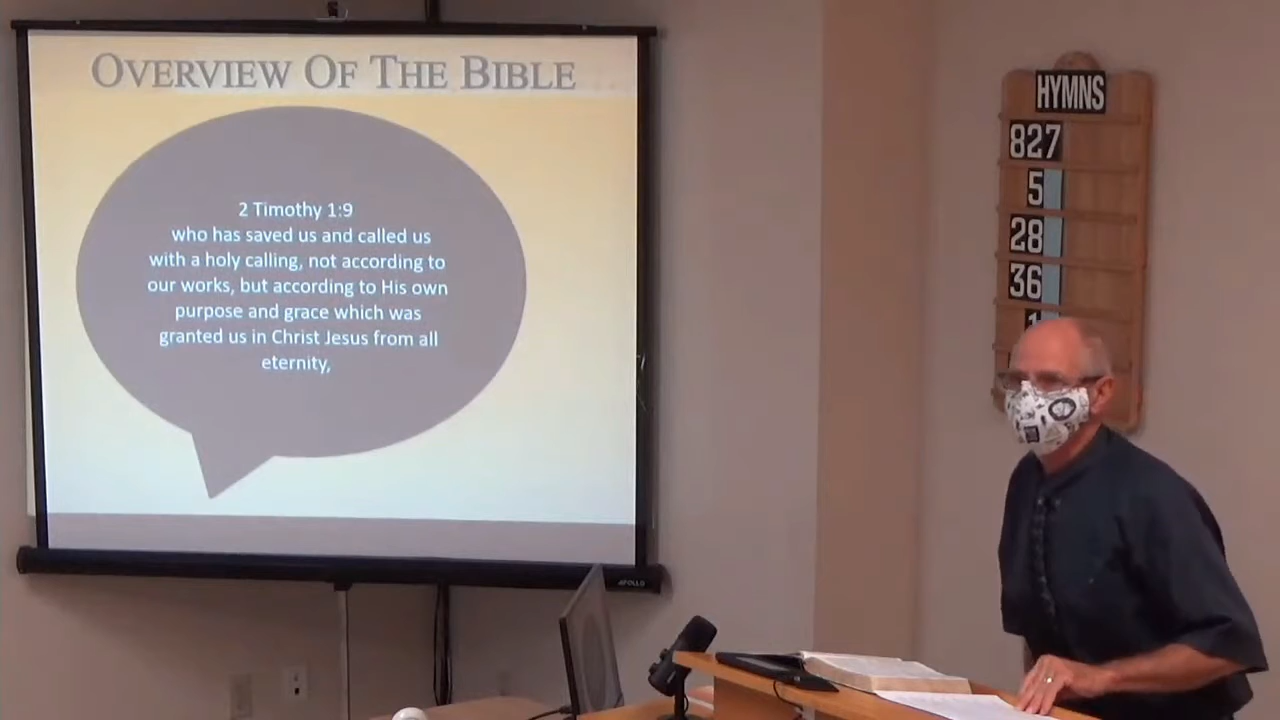 OVERVIEW OF THE BIBLE
2 Timothy 1:9
who has saved us and called us
with a holy calling, not according to
our works, but according to His own
purpose and grace which was
granted us in Christ Jesus from all
eternity,
APOLLO
HYMNS
827
5
28
36